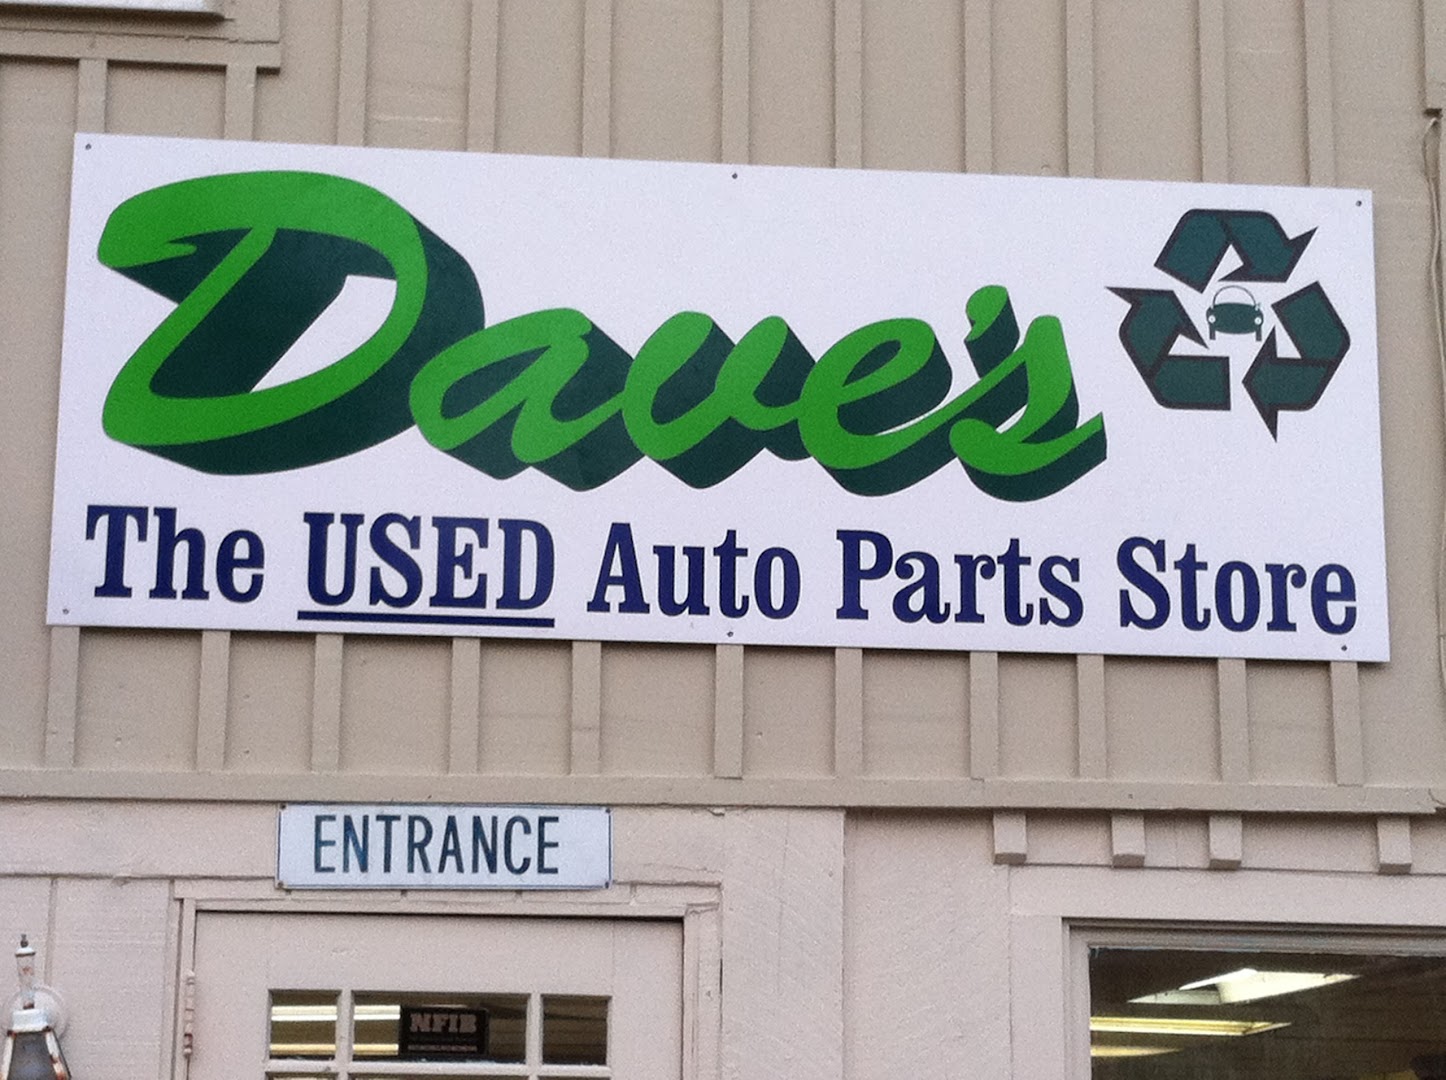 Dave's
The USED Auto Parts Store
ENTRANCE
NFIB